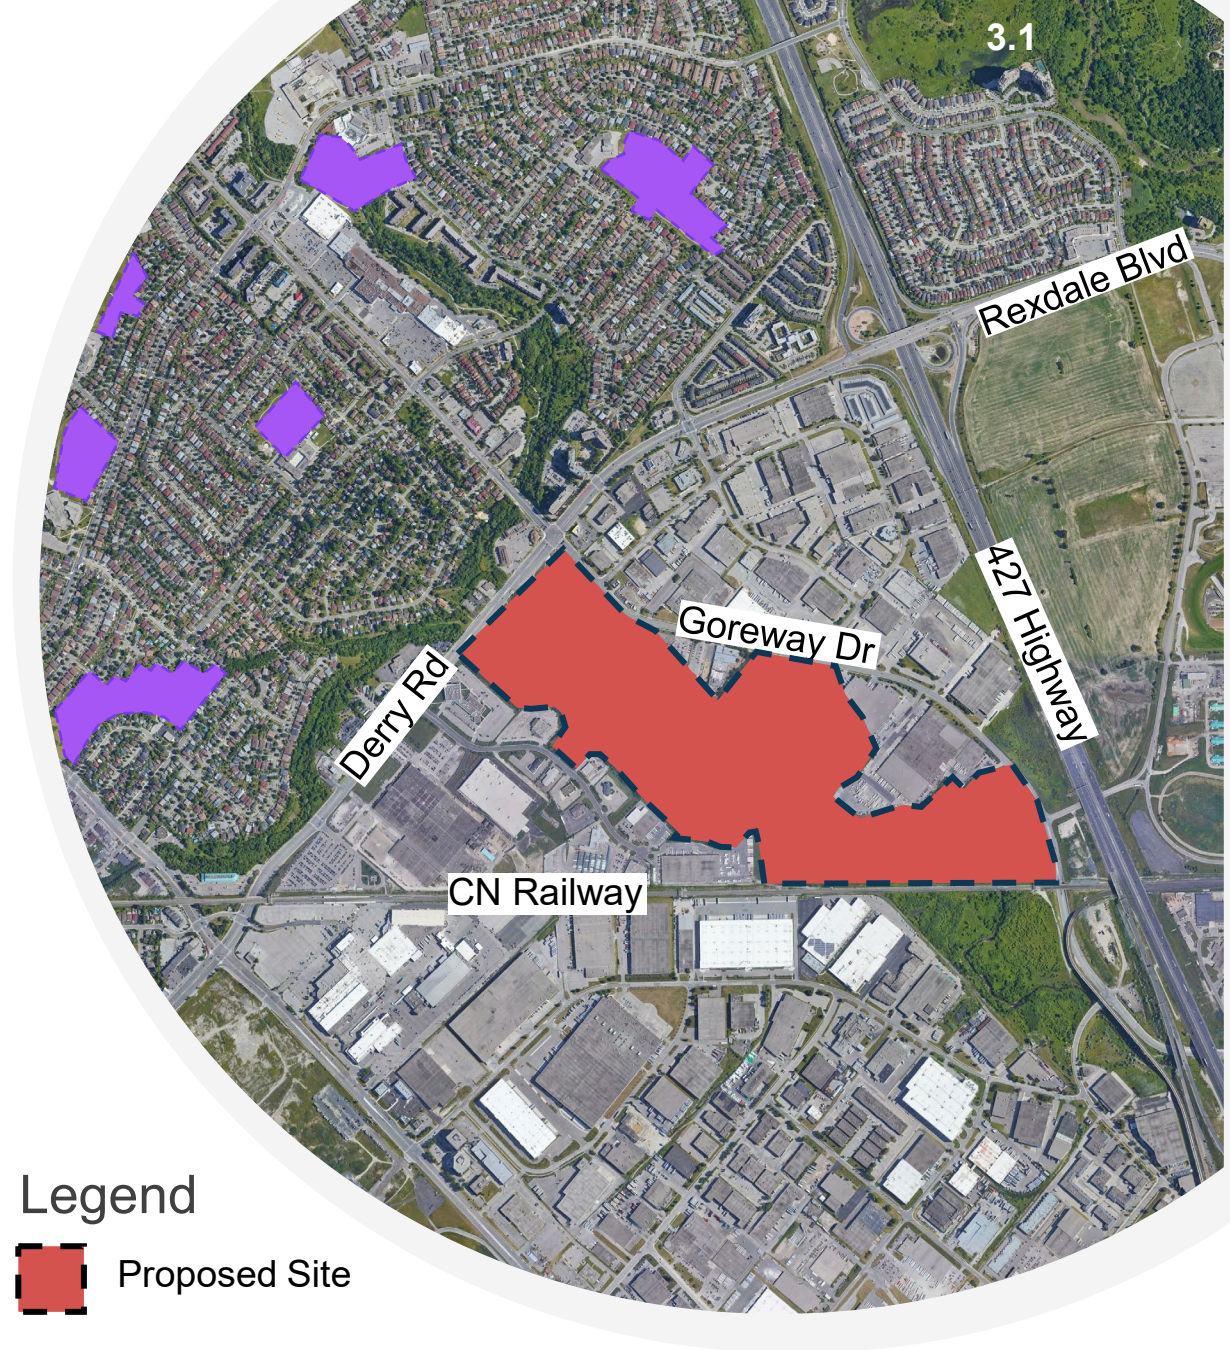 3.1
Rexdale Blvd
427 Highway
Goreway Dr
Derry Rd
CN Railway
Legend
Proposed Site